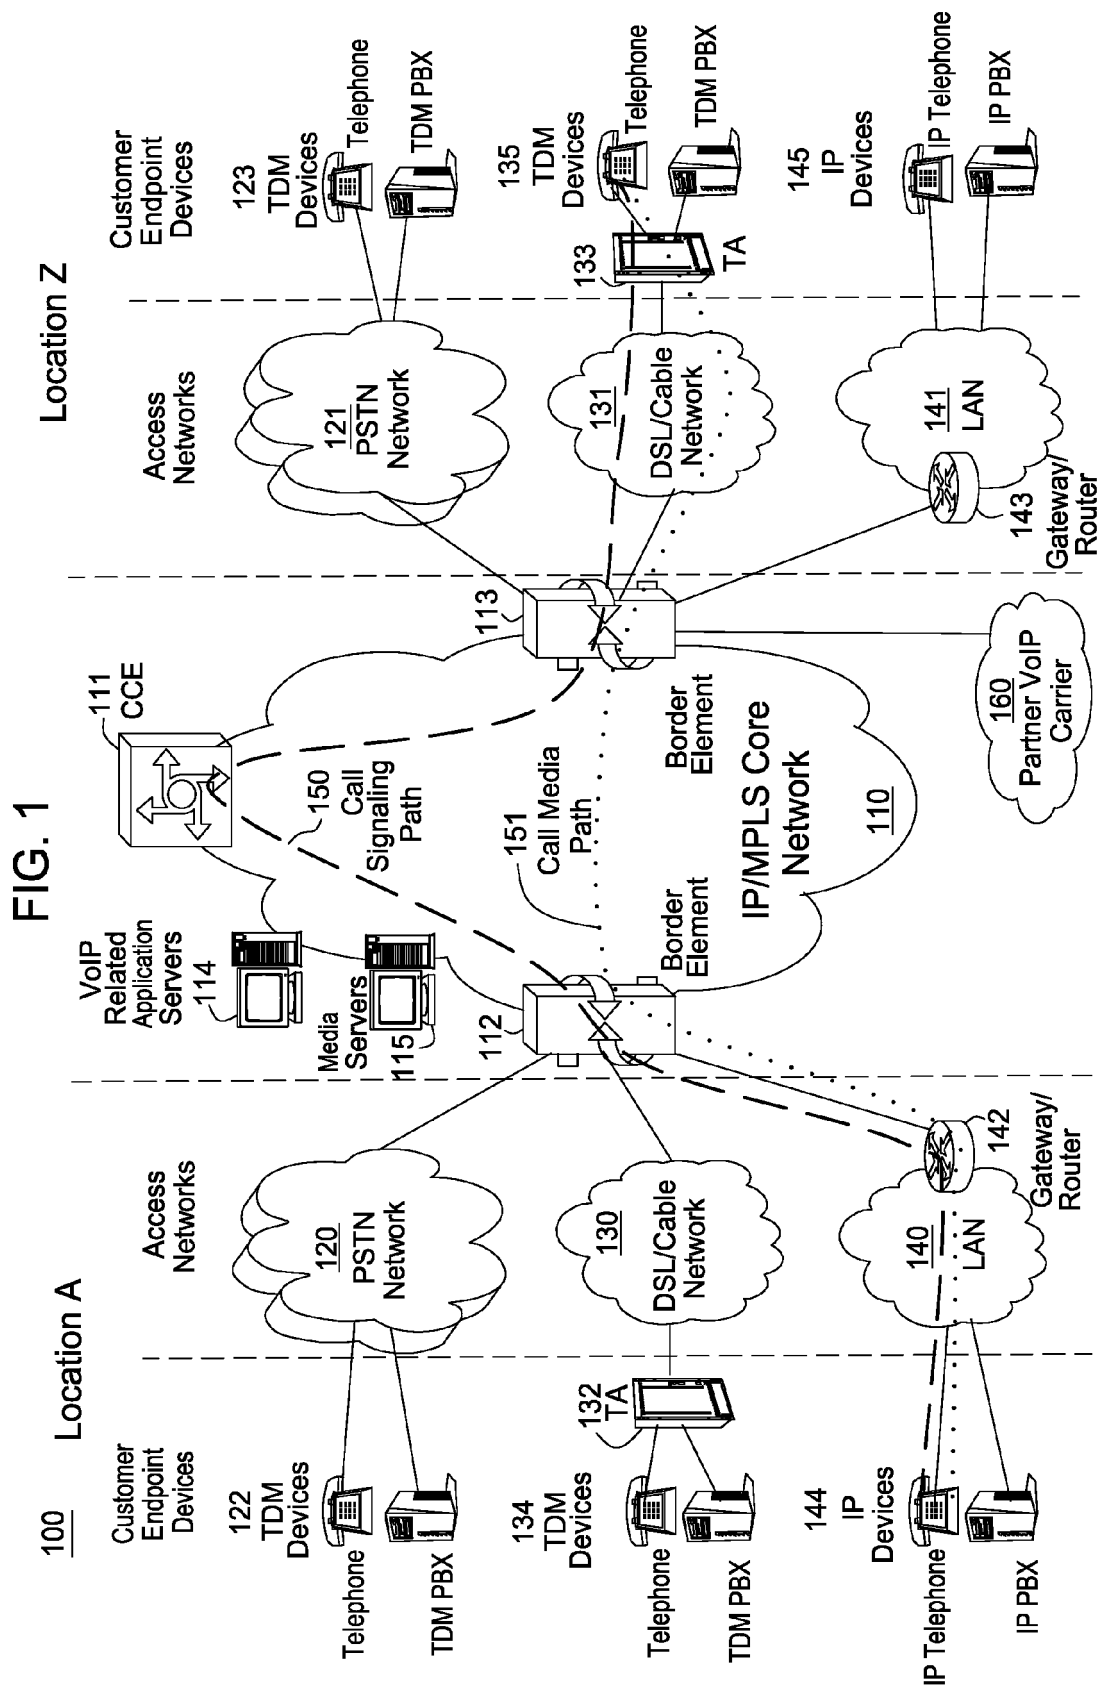 FIG. 1
100
Location A
Location Z
Customer
Endpoint
Devices
Access
Networks
VoIP
Related
Application
Servers
114
111
CCE
Access
Networks
Customer
Endpoint
Devices
122
TDM
Devices
Telephone
TDM PBX
120
PSTN
Network
Media
Servers
115
112
150
Call
Signaling
Path
113
121
PSTN
Network
123
TDM
Devices
Telephone
TDM PBX
134
TDM
Devices
Telephone
TDM PBX
132
TA
130
DSL/Cable
Network
151
Call Media
Path
Border
Element
Border
Element
IP/MPLS Core
Network
110
131
DSL/Cable
Network
133
TA
135
TDM
Devices
Telephone
TDM PBX
144
IP
Devices
IP Telephone
IP PBX
140
LAN
142
Gateway/
Router
160
Partner VoIP
Carrier
143
Gateway/
Router
141
LAN
145
IP
Devices
IP Telephone
IP PBX